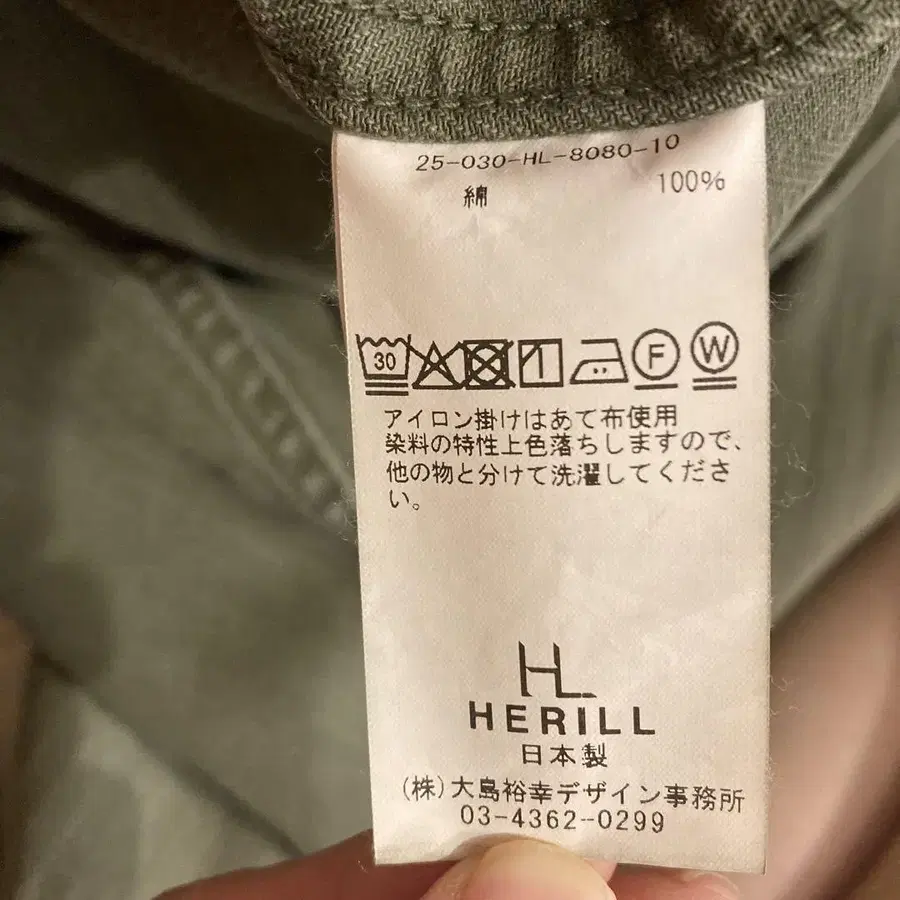 25-030-HL-8080-10
綿 100%
30
F W
アイロン掛けはあて布使用
染料の特性上色落ちしますので、
他の物と分けて洗濯してくださ
い。
HL
HERILL
日本製
(株)大島裕幸デザイン事務所
03-4362-0299